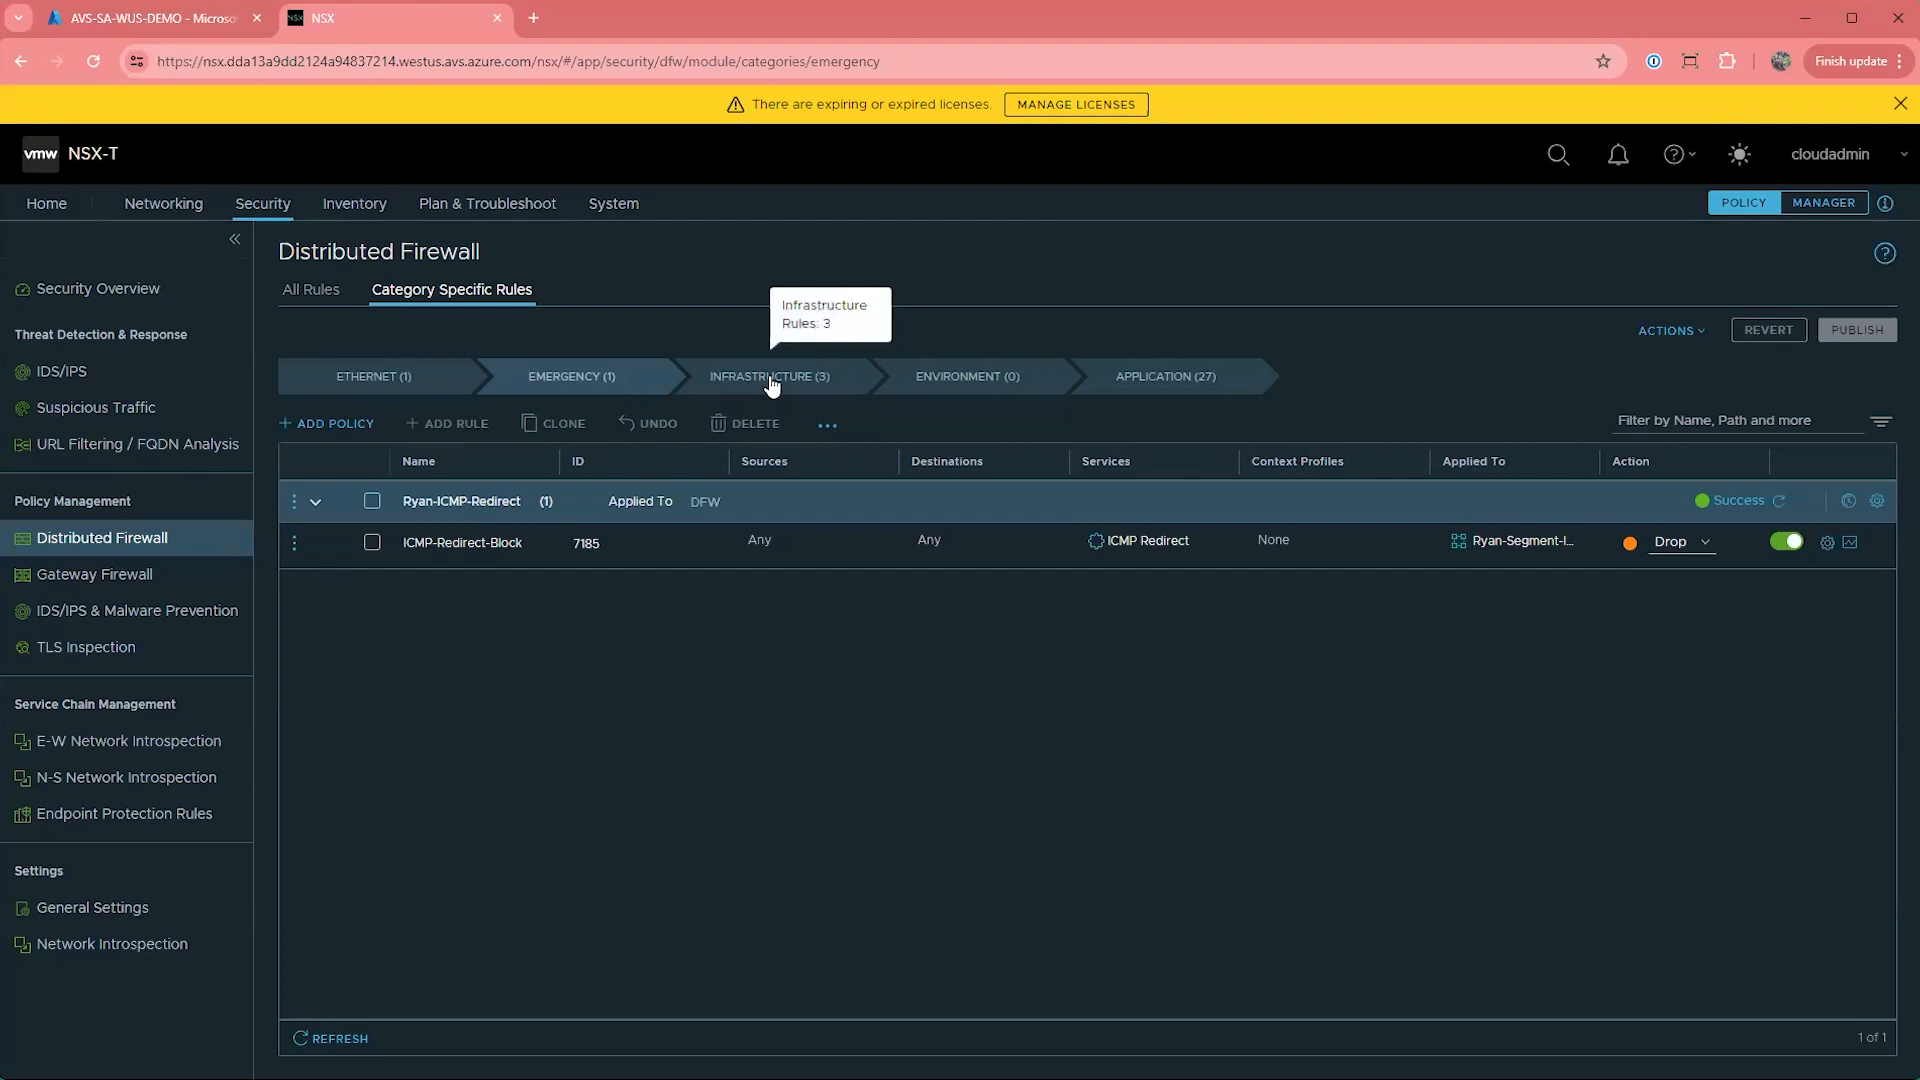 AVS-SA-WUS-DEMO - Microso
NSX
https://nsx.dda13a9dd2124a94837214.westus.avs.azure.com/nsx/#/app/security/dfw/module/categories/emergency
Finish update
There are expiring or expired licenses.
MANAGE LICENSES
vmw NSX-T
cloudadmin
Home
Networking
Security
Inventory
Plan & Troubleshoot
System
POLICY
MANAGER
Security Overview
Threat Detection & Response
IDS/IPS
Suspicious Traffic
URL Filtering / FQDN Analysis
Policy Management
Distributed Firewall
Gateway Firewall
IDS/IPS & Malware Prevention
TLS Inspection
Service Chain Management
E-W Network Introspection
N-S Network Introspection
Endpoint Protection Rules
Settings
General Settings
Network Introspection
Distributed Firewall
All Rules
Category Specific Rules
Infrastructure
Rules: 3
ACTIONS
REVERT
PUBLISH
ETHERNET (1)
EMERGENCY (1)
INFRASTRUCTURE (3)
ENVIRONMENT (0)
APPLICATION (27)
+ ADD POLICY
+ ADD RULE
CLONE
UNDO
DELETE
...
Filter by Name, Path and more
Name
ID
Sources
Destinations
Services
Context Profiles
Applied To
Action
Ryan-ICMP-Redirect (1)
Applied To DFW
Success
ICMP-Redirect-Block
7185
Any
Any
ICMP Redirect
None
Ryan-Segment-I...
Drop
REFRESH
1 of 1